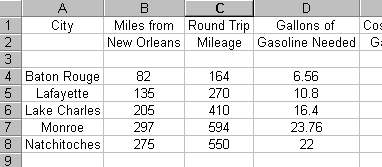 A B C D
1 City Miles from Round Trip Gallons of Cos
2 New Orleans Mileage Gasoline Needed Ga
3
4 Baton Rouge 82 164 6.56
5 Lafayette 135 270 10.8
6 Lake Charles 205 410 16.4
7 Monroe 297 594 23.76
8 Natchitoches 275 550 22
9